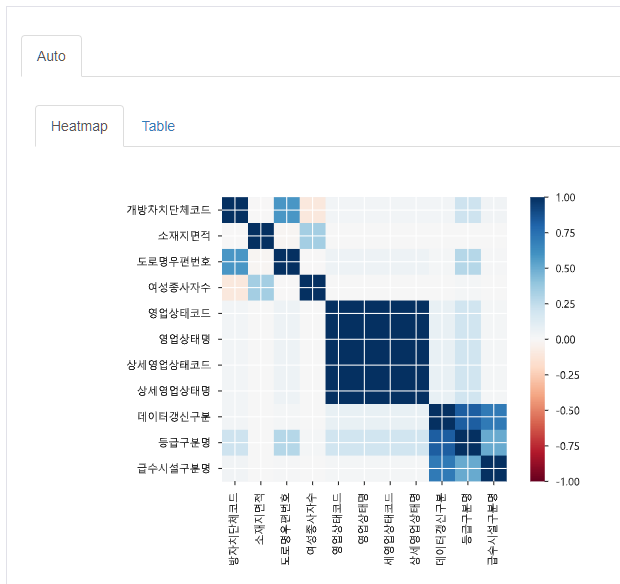 Auto
Heatmap Table
개방자치단체코드
소재지면적
도로명우편번호
여성종사자수
영업상태코드
영업상태명
상세영업상태코드
상세영업상태명
데이터갱신구분
등급구분명
급수시설구분명
1.00
0.75
0.50
0.25
0.00
-0.25
-0.50
-0.75
-1.00
방자치단체코드
소재지면적
도로명우편번호
여성종사자수
영업상태코드
영업상태명
세영업상태코드
상세영업상태명
데이터갱신구분
등급구분명
급수시설구분명